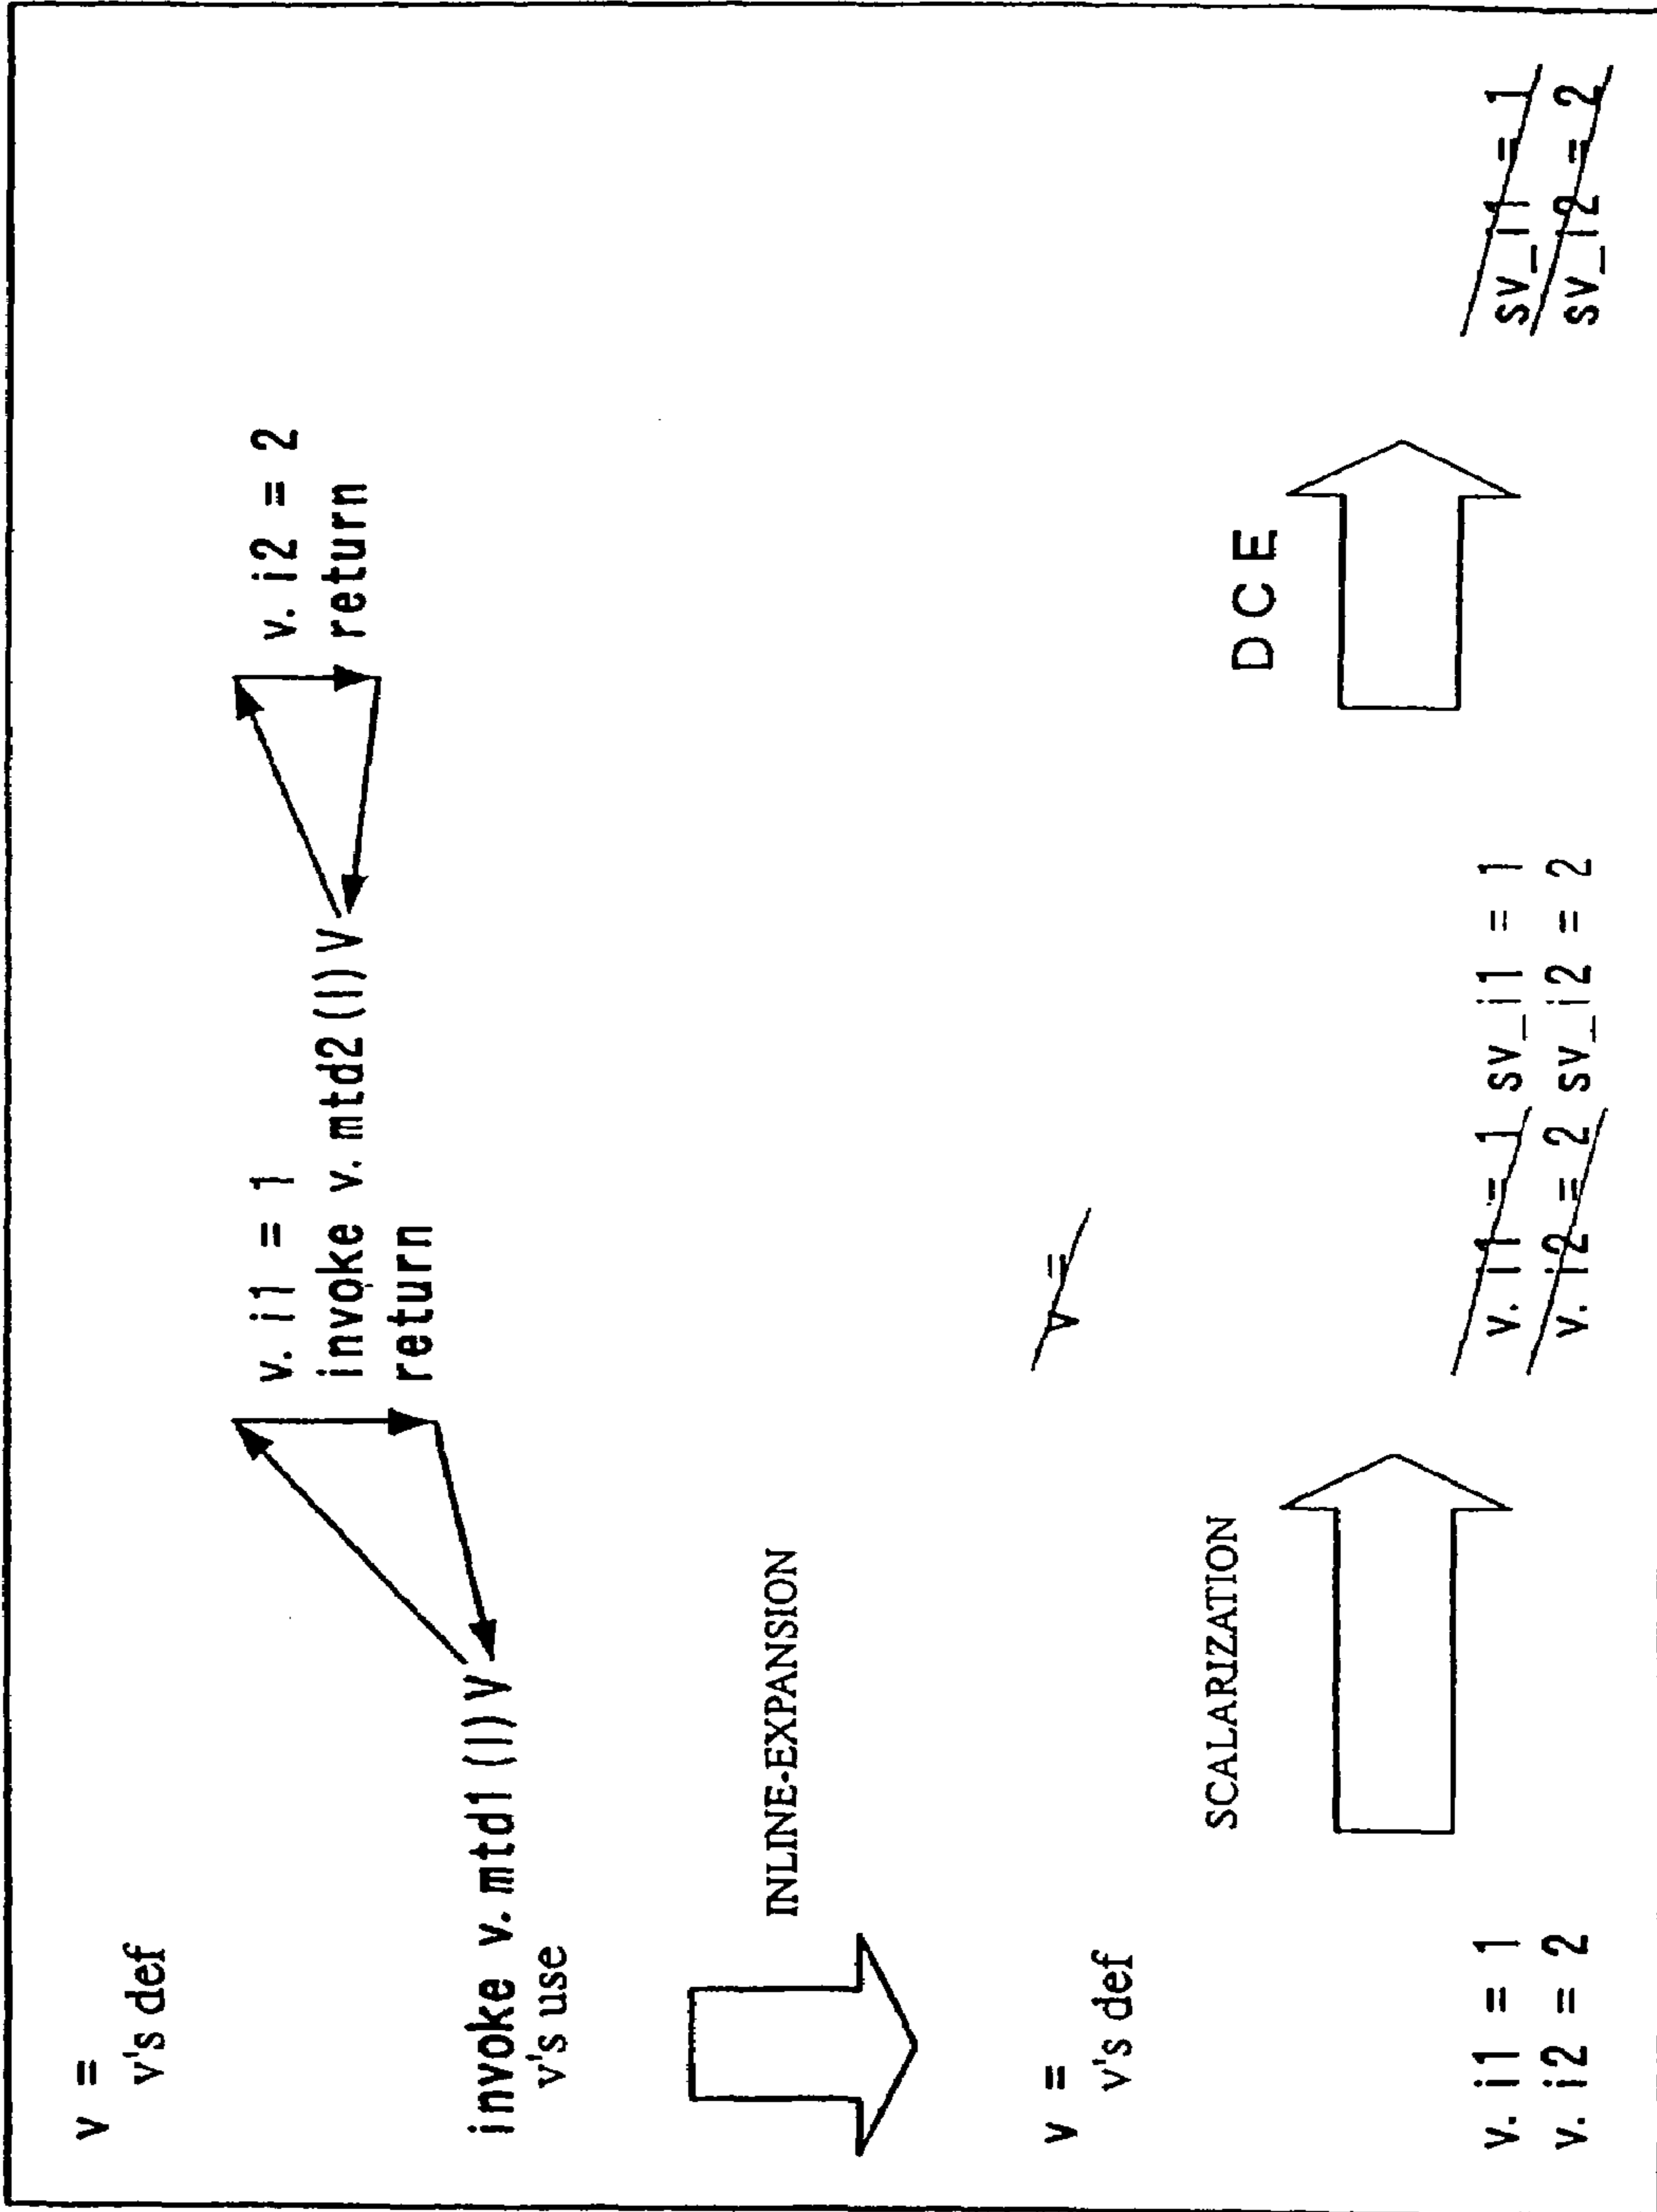 v =
v's def
v. i1 = 1
invoke v. mtd2 (I) V
return
v. i2 = 2
return
invoke v. mtd1 (I) V
v's use
INLINE-EXPANSION
v =
v's def
v =
SCALARIZATION
DCE
v. i1 = 1
v. i2 = 2
v. i1 = 1 sv_i1 = 1
v. i2 = 2 sv_i2 = 2
sv_i1 = 1
sv_i2 = 2